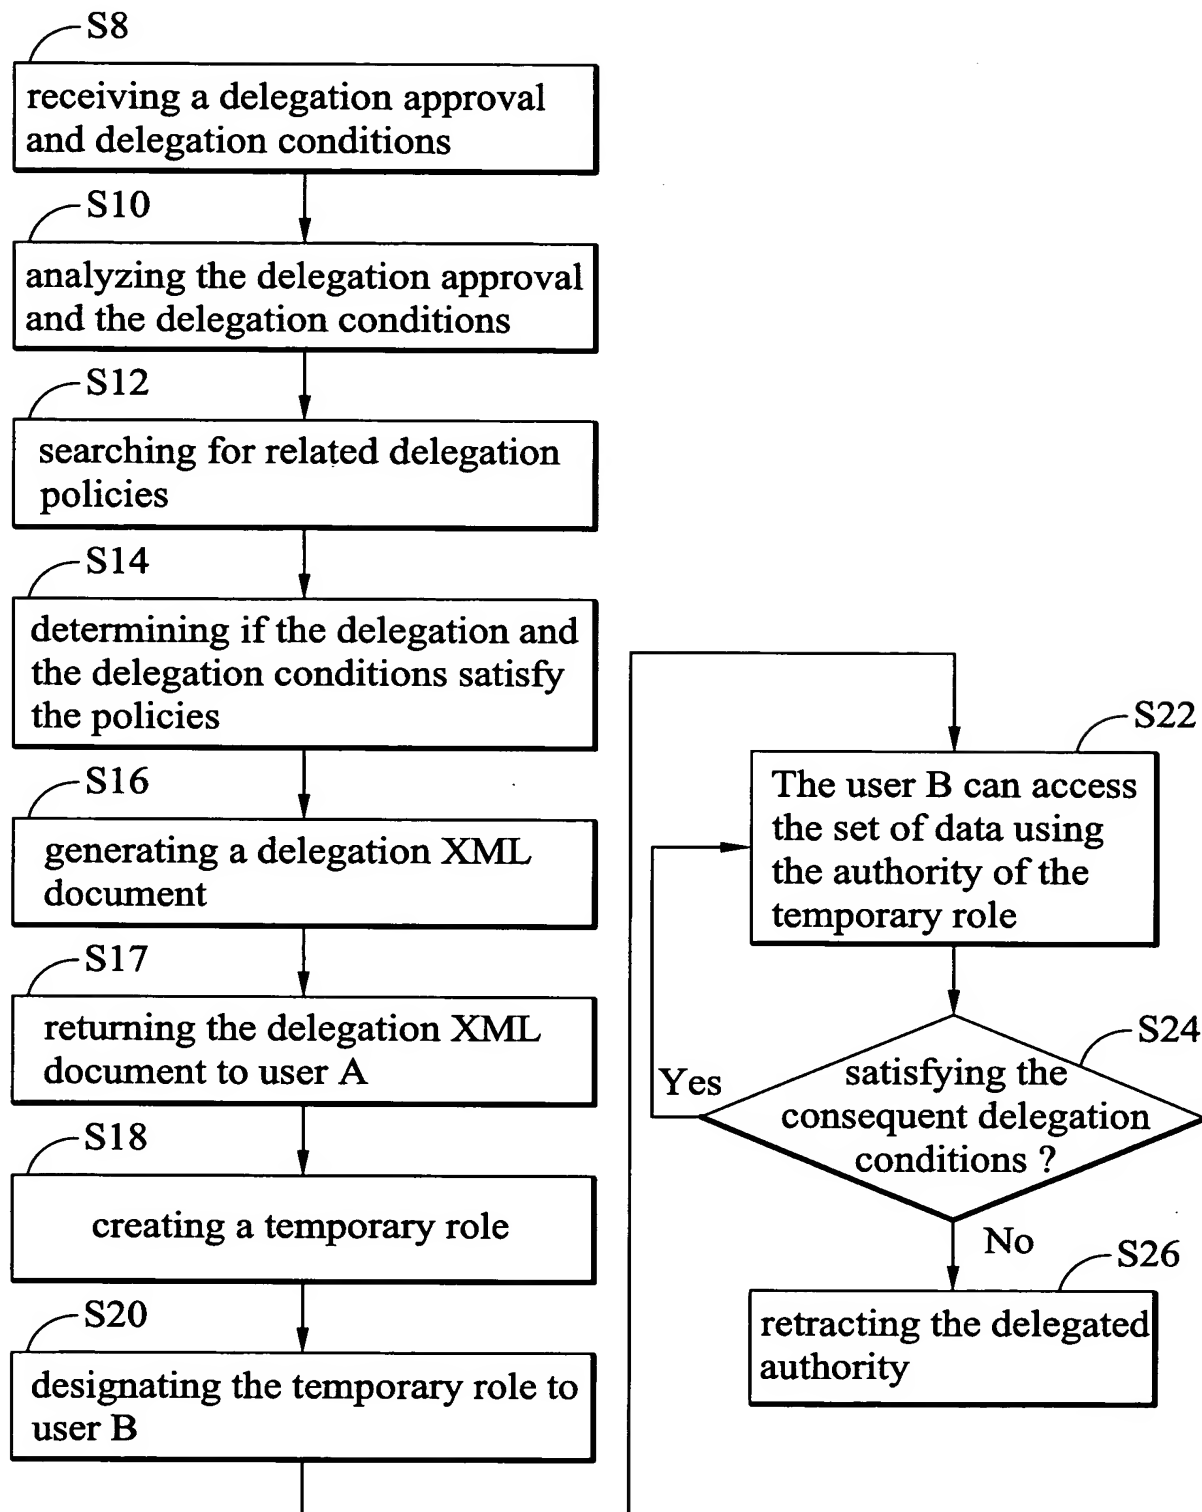 S8
receiving a delegation approval
and delegation conditions
S10
analyzing the delegation approval
and the delegation conditions
S12
searching for related delegation
policies
S14
determining if the delegation and
the delegation conditions satisfy
the policies
S16
generating a delegation XML
document
S17
returning the delegation XML
document to user A
S18
creating a temporary role
S20
designating the temporary role to
user B
S22
The user B can access
the set of data using
the authority of the
temporary role
S24
satisfying the
consequent delegation
conditions ?
Yes
No
S26
retracting the delegated
authority